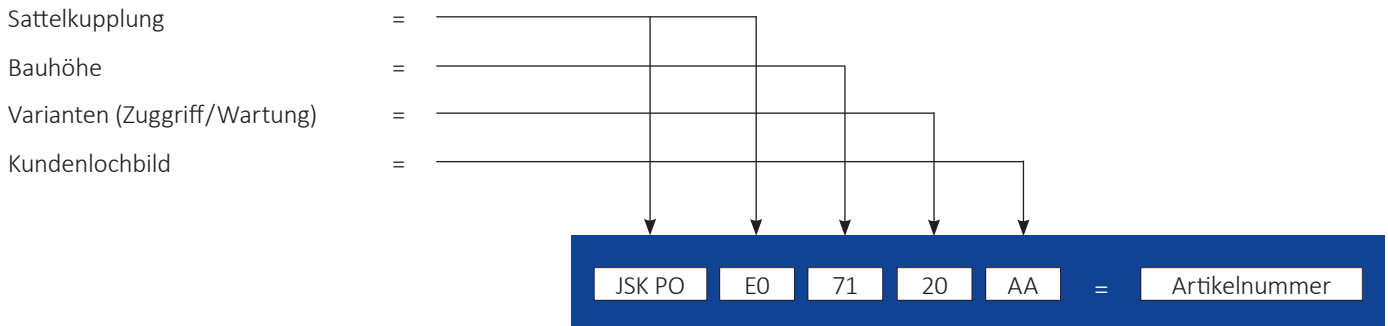 Sattelkupplung =
Bauhöhe =
Varianten (Zuggriff/Wartung) =
Kundenlochbild =
JSK PO E0 71 20 AA = Artikelnummer